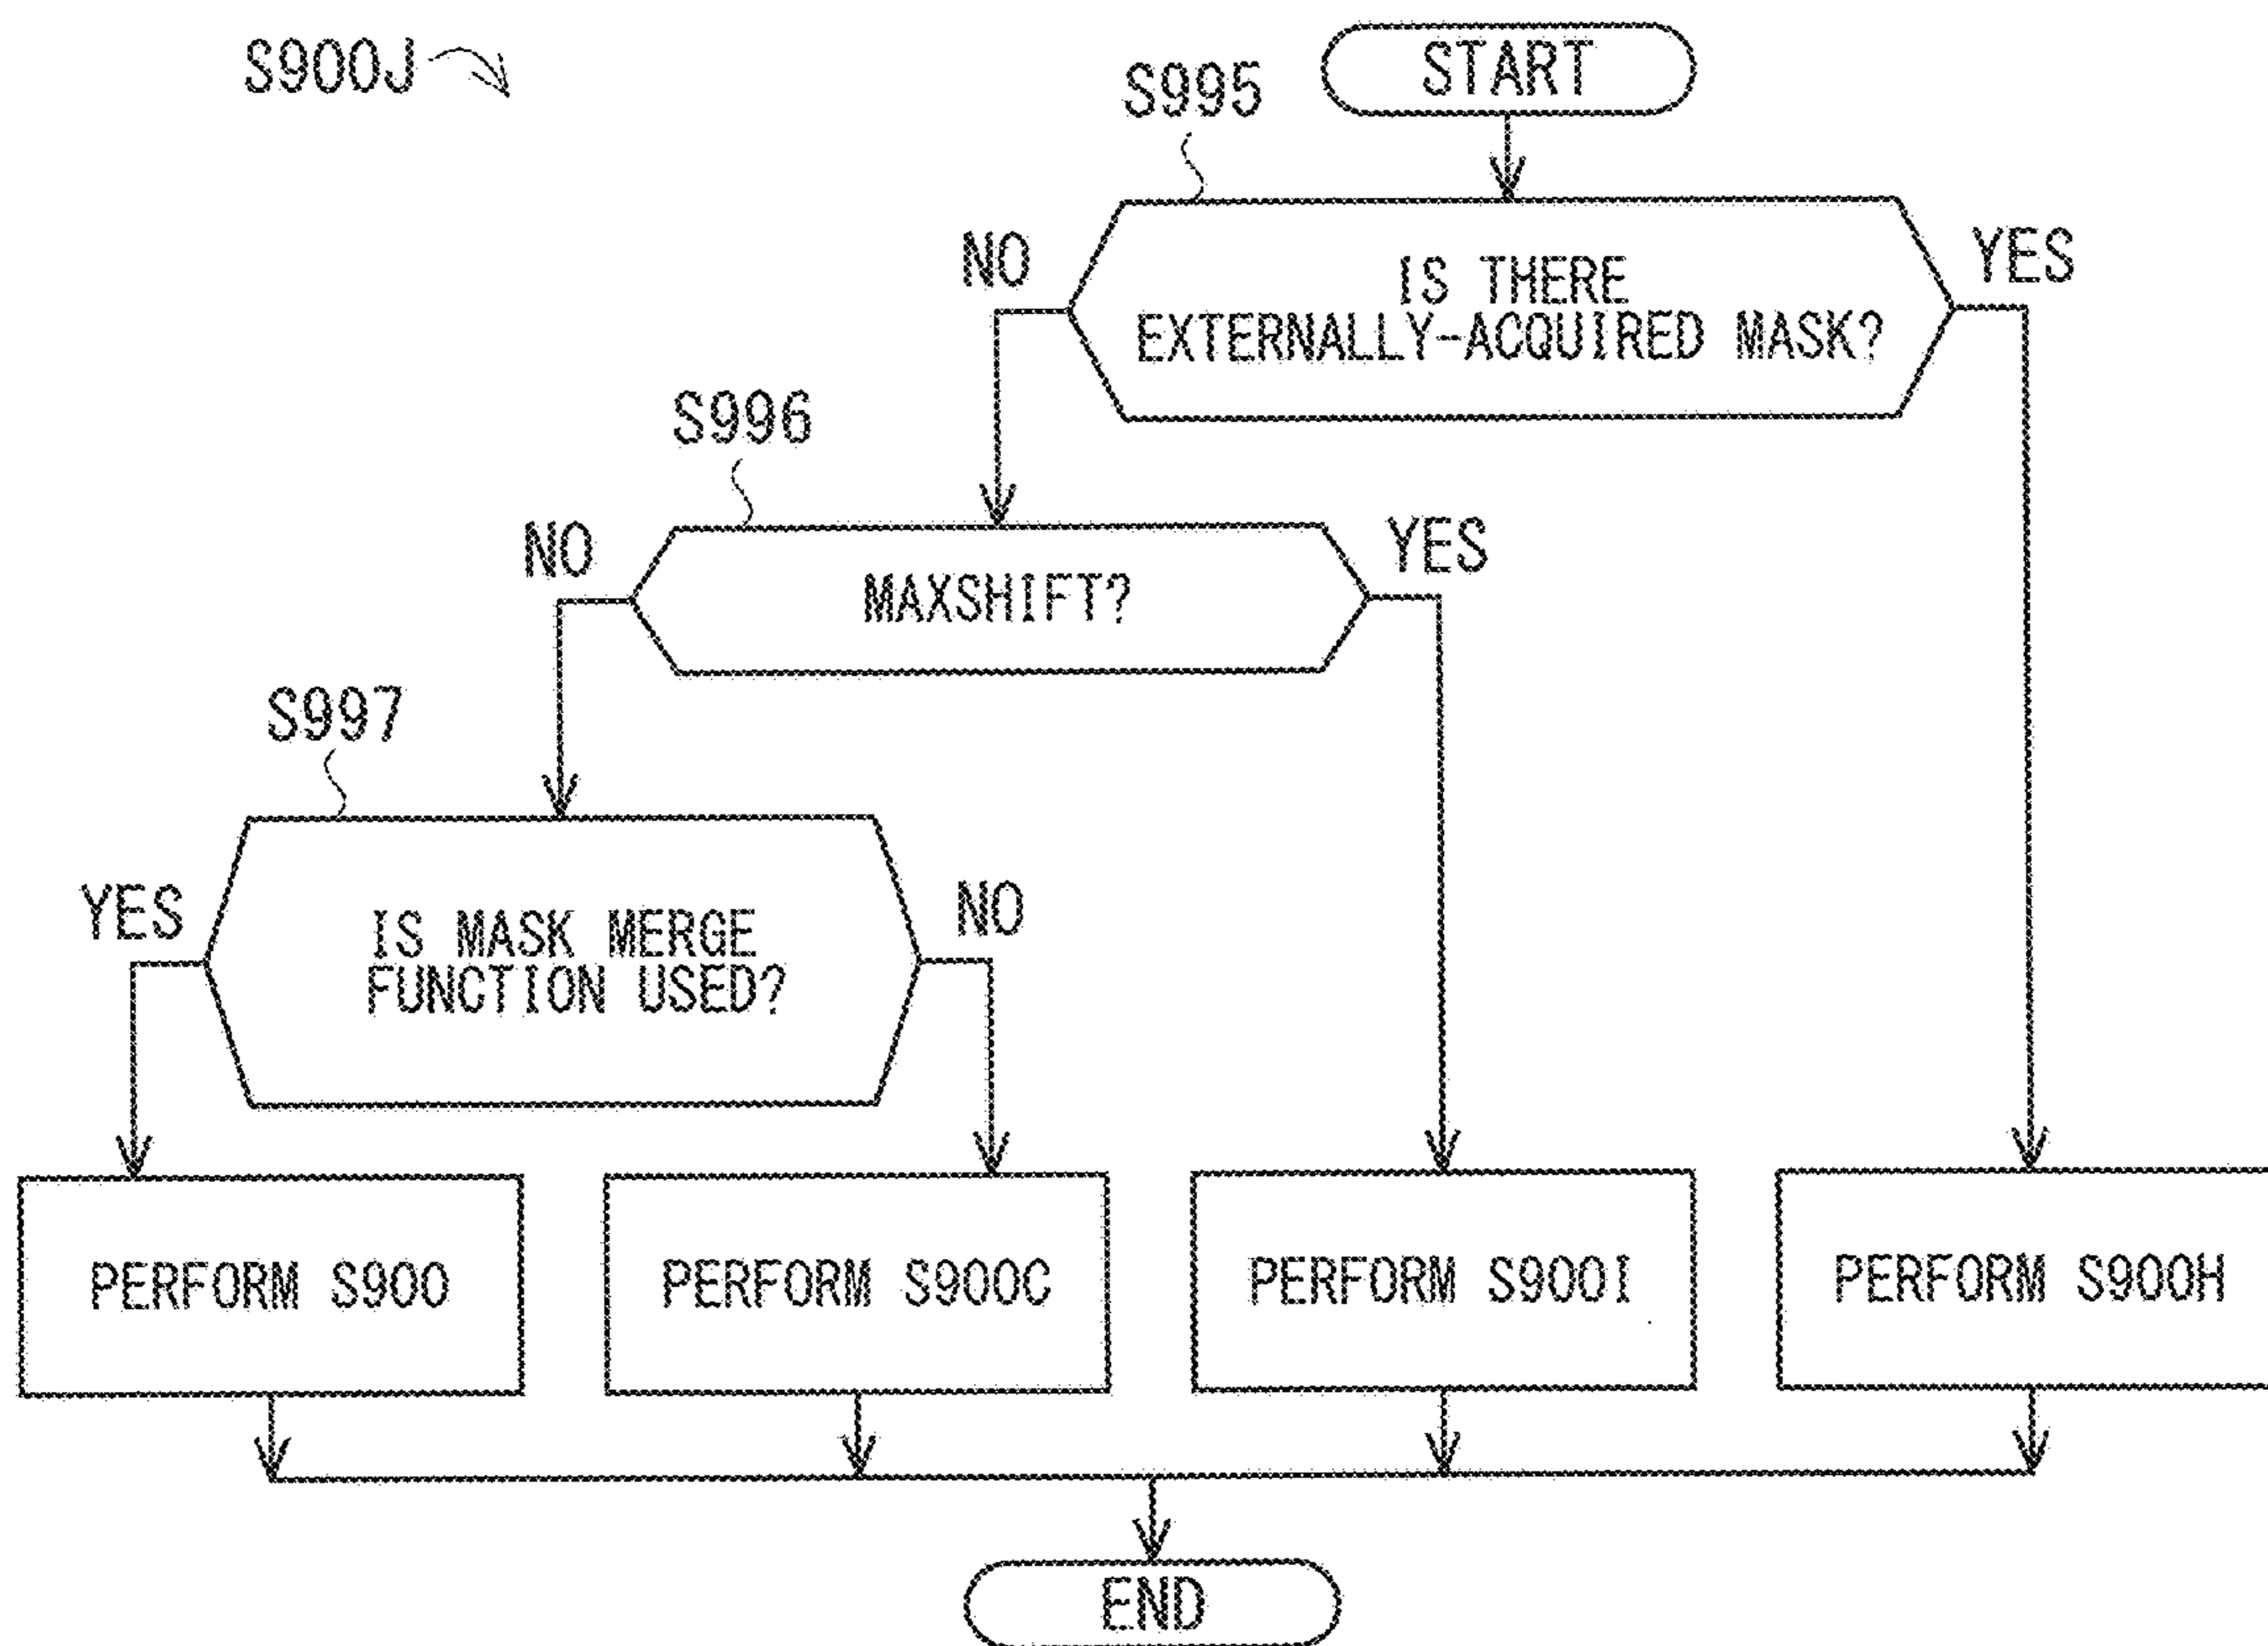 S900J
START
S995
NO
YES
IS THERE
EXTERNALLY-ACQUIRED MASK?
S996
NO
YES
MAXSHIFT?
S997
YES
NO
IS MASK MERGE
FUNCTION USED?
PERFORM S900
PERFORM S900C
PERFORM S900I
PERFORM S900H
END